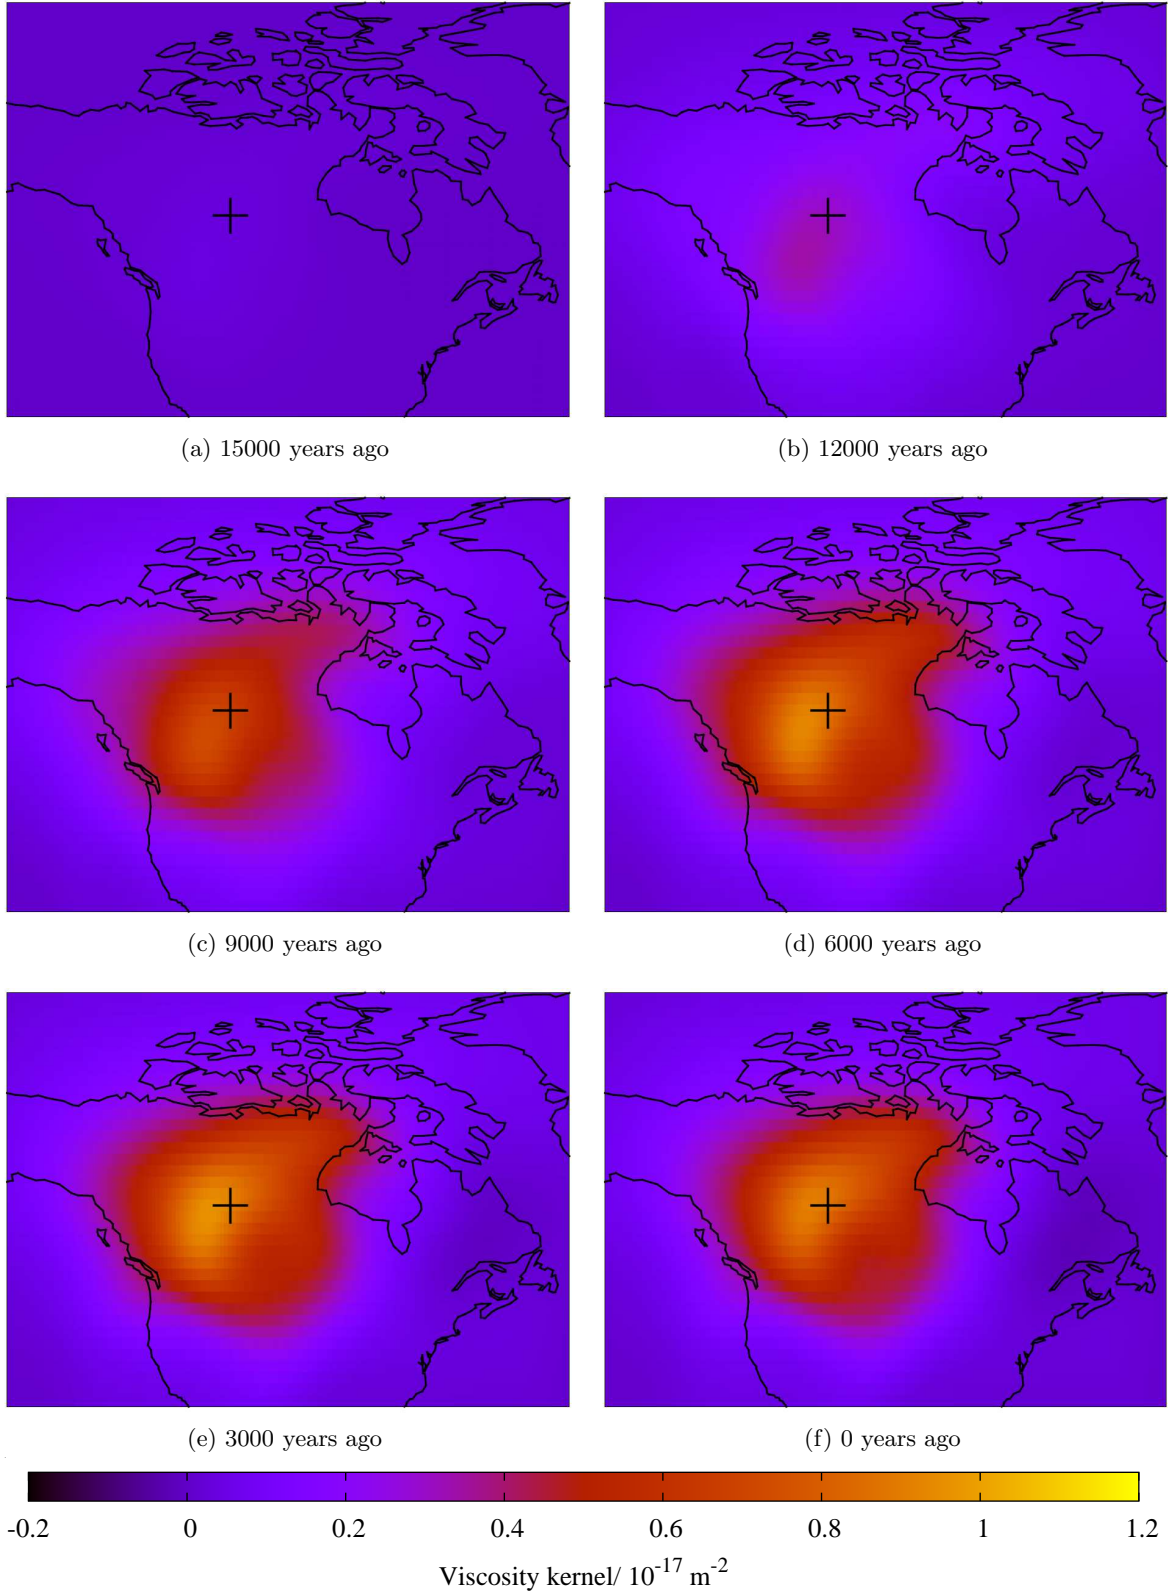 (a) 15000 years ago
(b) 12000 years ago
(c) 9000 years ago
(d) 6000 years ago
(e) 3000 years ago
(f) 0 years ago
-0.2 0 0.2 0.4 0.6 0.8 1 1.2
Viscosity kernel/ 10^-17 m^-2